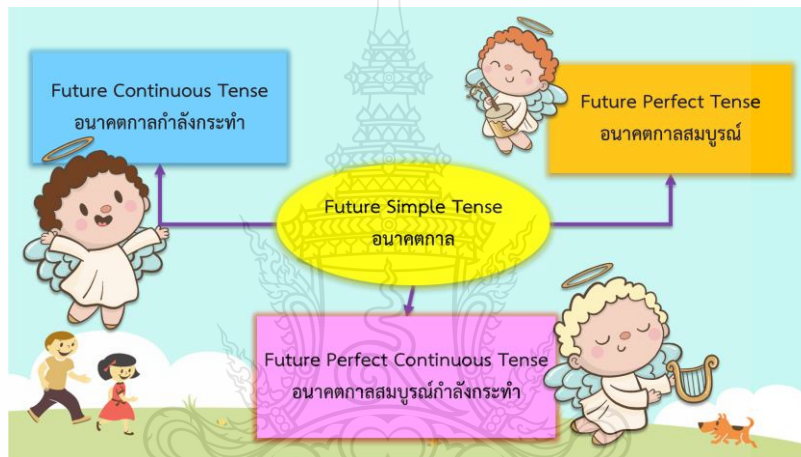 Future Continuous Tense
อนาคตกาลกำลังกระทำ
Future Perfect Tense
อนาคตกาลสมบูรณ์
Future Simple Tense
อนาคตกาล
Future Perfect Continuous Tense
อนาคตกาลสมบูรณ์กำลังกระทำ